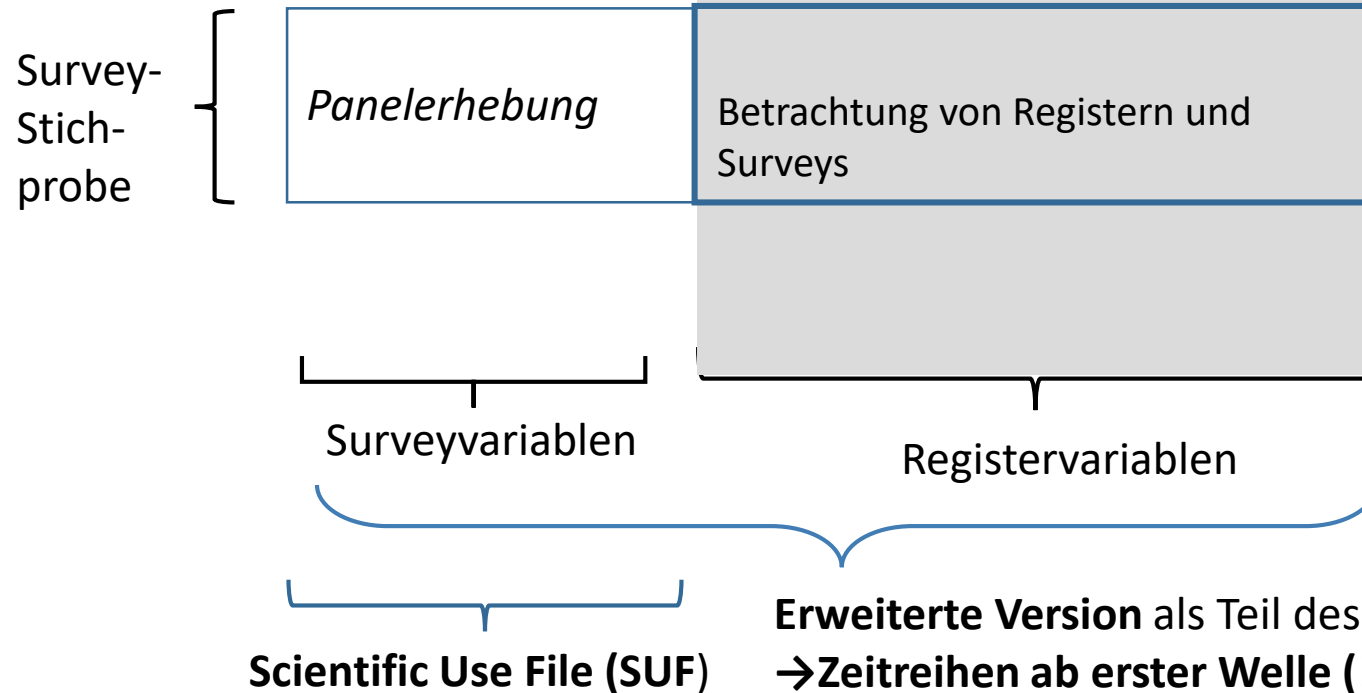 Survey-
Stich-
probe
Panelerhebung
Betrachtung von Registern und
Surveys
Surveyvariablen
Registervariablen
Scientific Use File (SUF)
Erweiterte Version als Teil des
→Zeitreihen ab erster Welle (